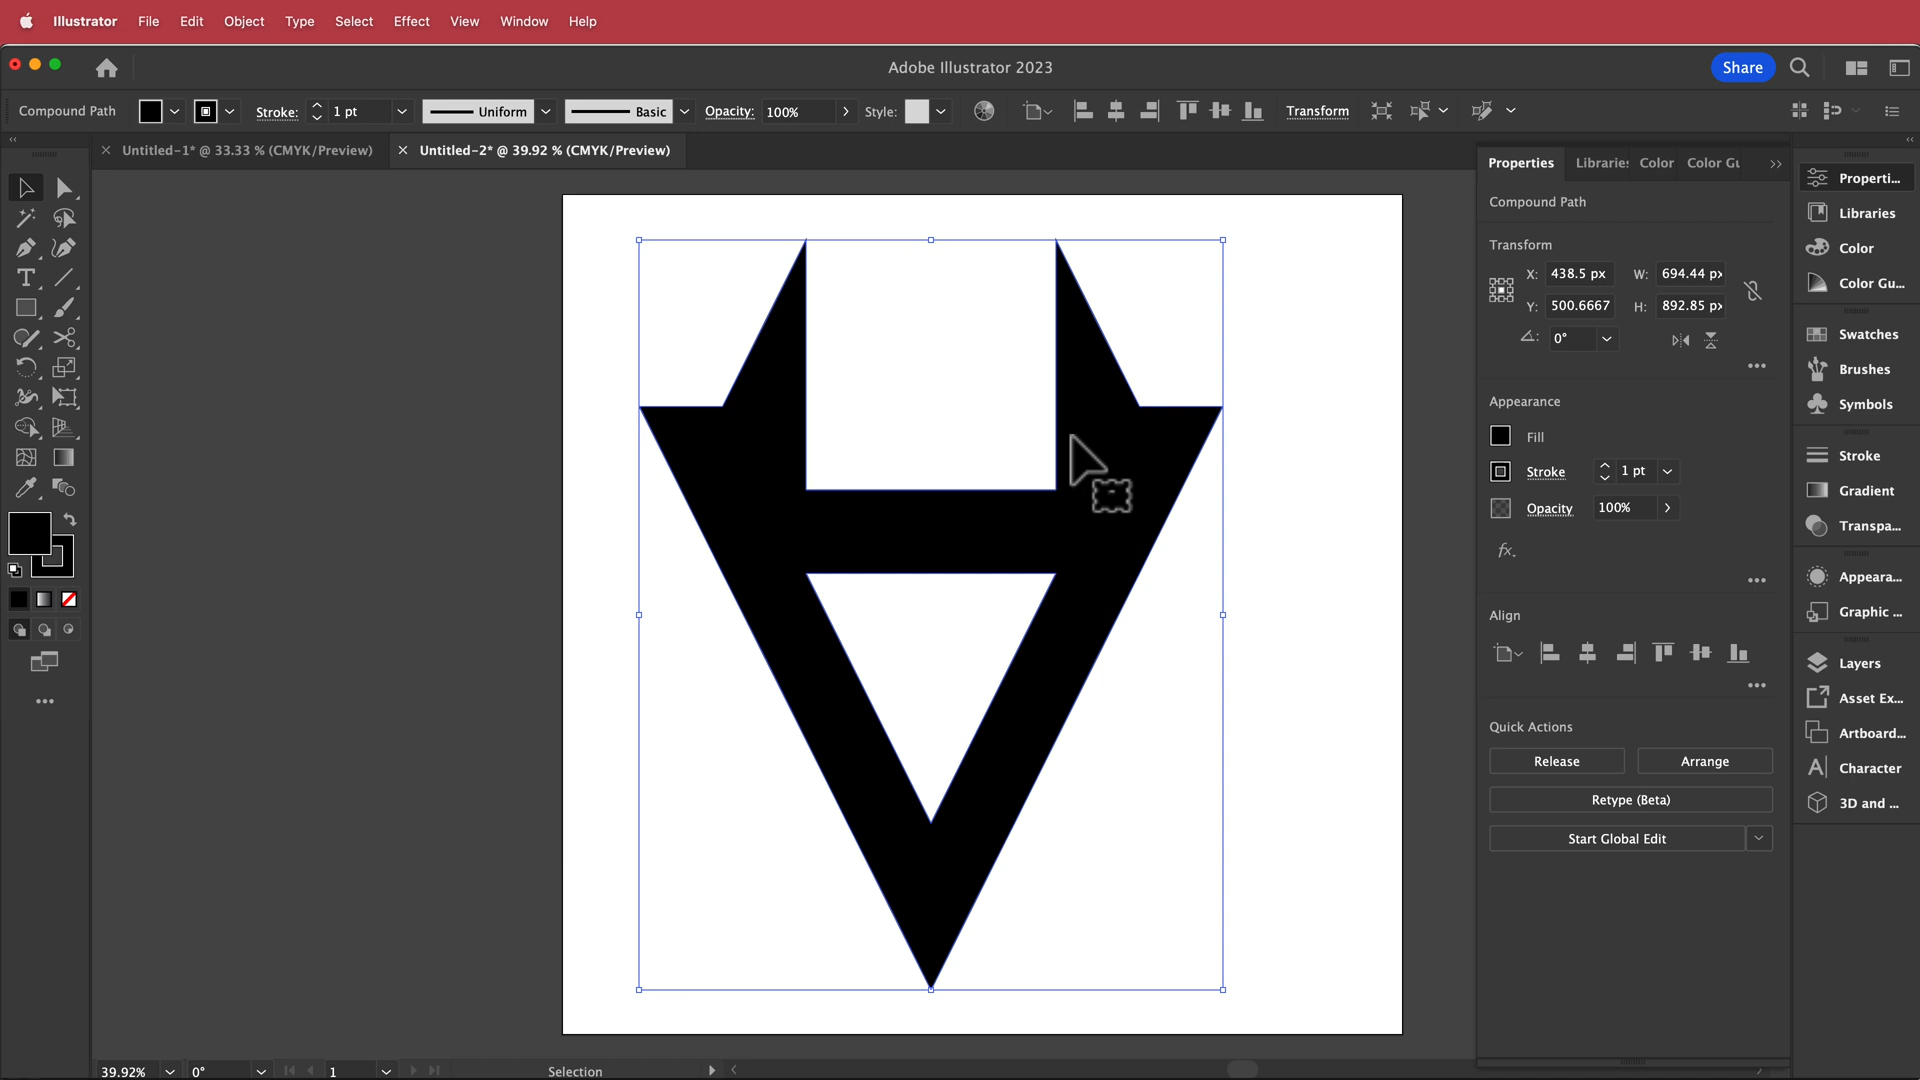 Illustrator File Edit Object Type Select Effect View Window Help
Adobe Illustrator 2023
Share
Compound Path
Stroke: 1 pt
Uniform
Basic
Opacity: 100%
Style:
Transform
Untitled-1* @ 33.33 % (CMYK/Preview)
Untitled-2* @ 39.92 % (CMYK/Preview)
Properties Libraries Color Color Gu
Compound Path
Transform
X: 438.5 px W: 694.44 px
Y: 500.6667 H: 892.85 px
0°
Appearance
Fill
Stroke 1 pt
Opacity 100%
fx.
Align
Quick Actions
Release Arrange
Retype (Beta)
Start Global Edit
Properti...
Libraries
Color
Color Gu...
Swatches
Brushes
Symbols
Stroke
Gradient
Transpa...
Appeara...
Graphic ...
Layers
Asset Ex...
Artboard...
Character
3D and ...
39.92% 0° 1 Selection